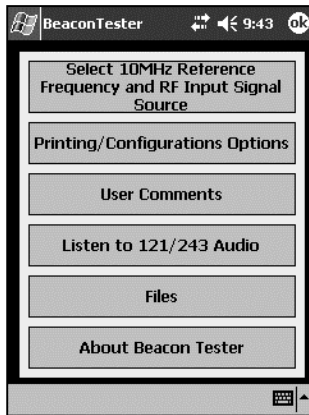 BeaconTester 9:43 ok
Select 10MHz Reference
Frequency and RF Input Signal
Source
Printing/Configurations Options
User Comments
Listen to 121/243 Audio
Files
About Beacon Tester